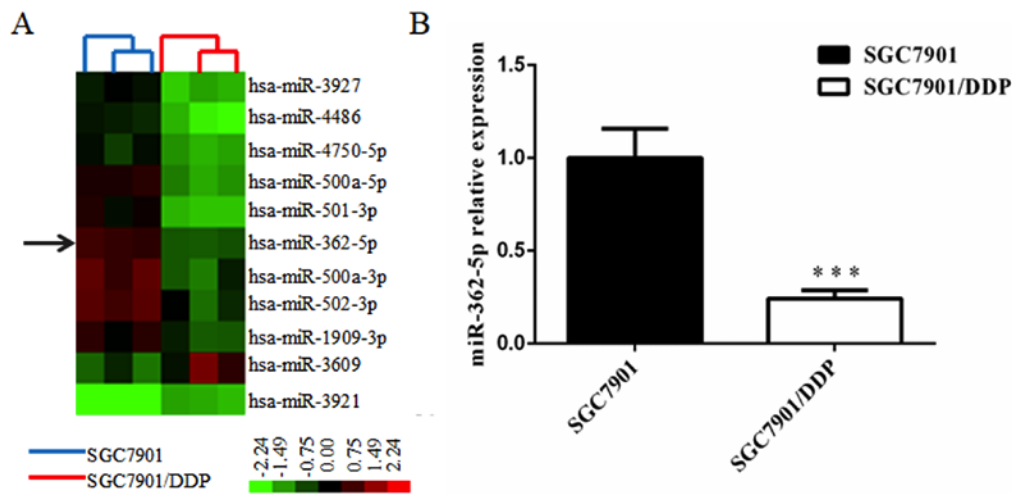 A
hsa-miR-3927
hsa-miR-4486
hsa-miR-4750-5p
hsa-miR-500a-5p
hsa-miR-501-3p
hsa-miR-362-5p
hsa-miR-500a-3p
hsa-miR-502-3p
hsa-miR-1909-3p
hsa-miR-3609
hsa-miR-3921
SGC7901
SGC7901/DDP
-2.24
-1.49
-0.75
0.00
0.75
1.49
2.24
B
SGC7901
SGC7901/DDP
miR-362-5p relative expression
1.5
1.0
0.5
0.0
***
SGC7901
SGC7901/DDP